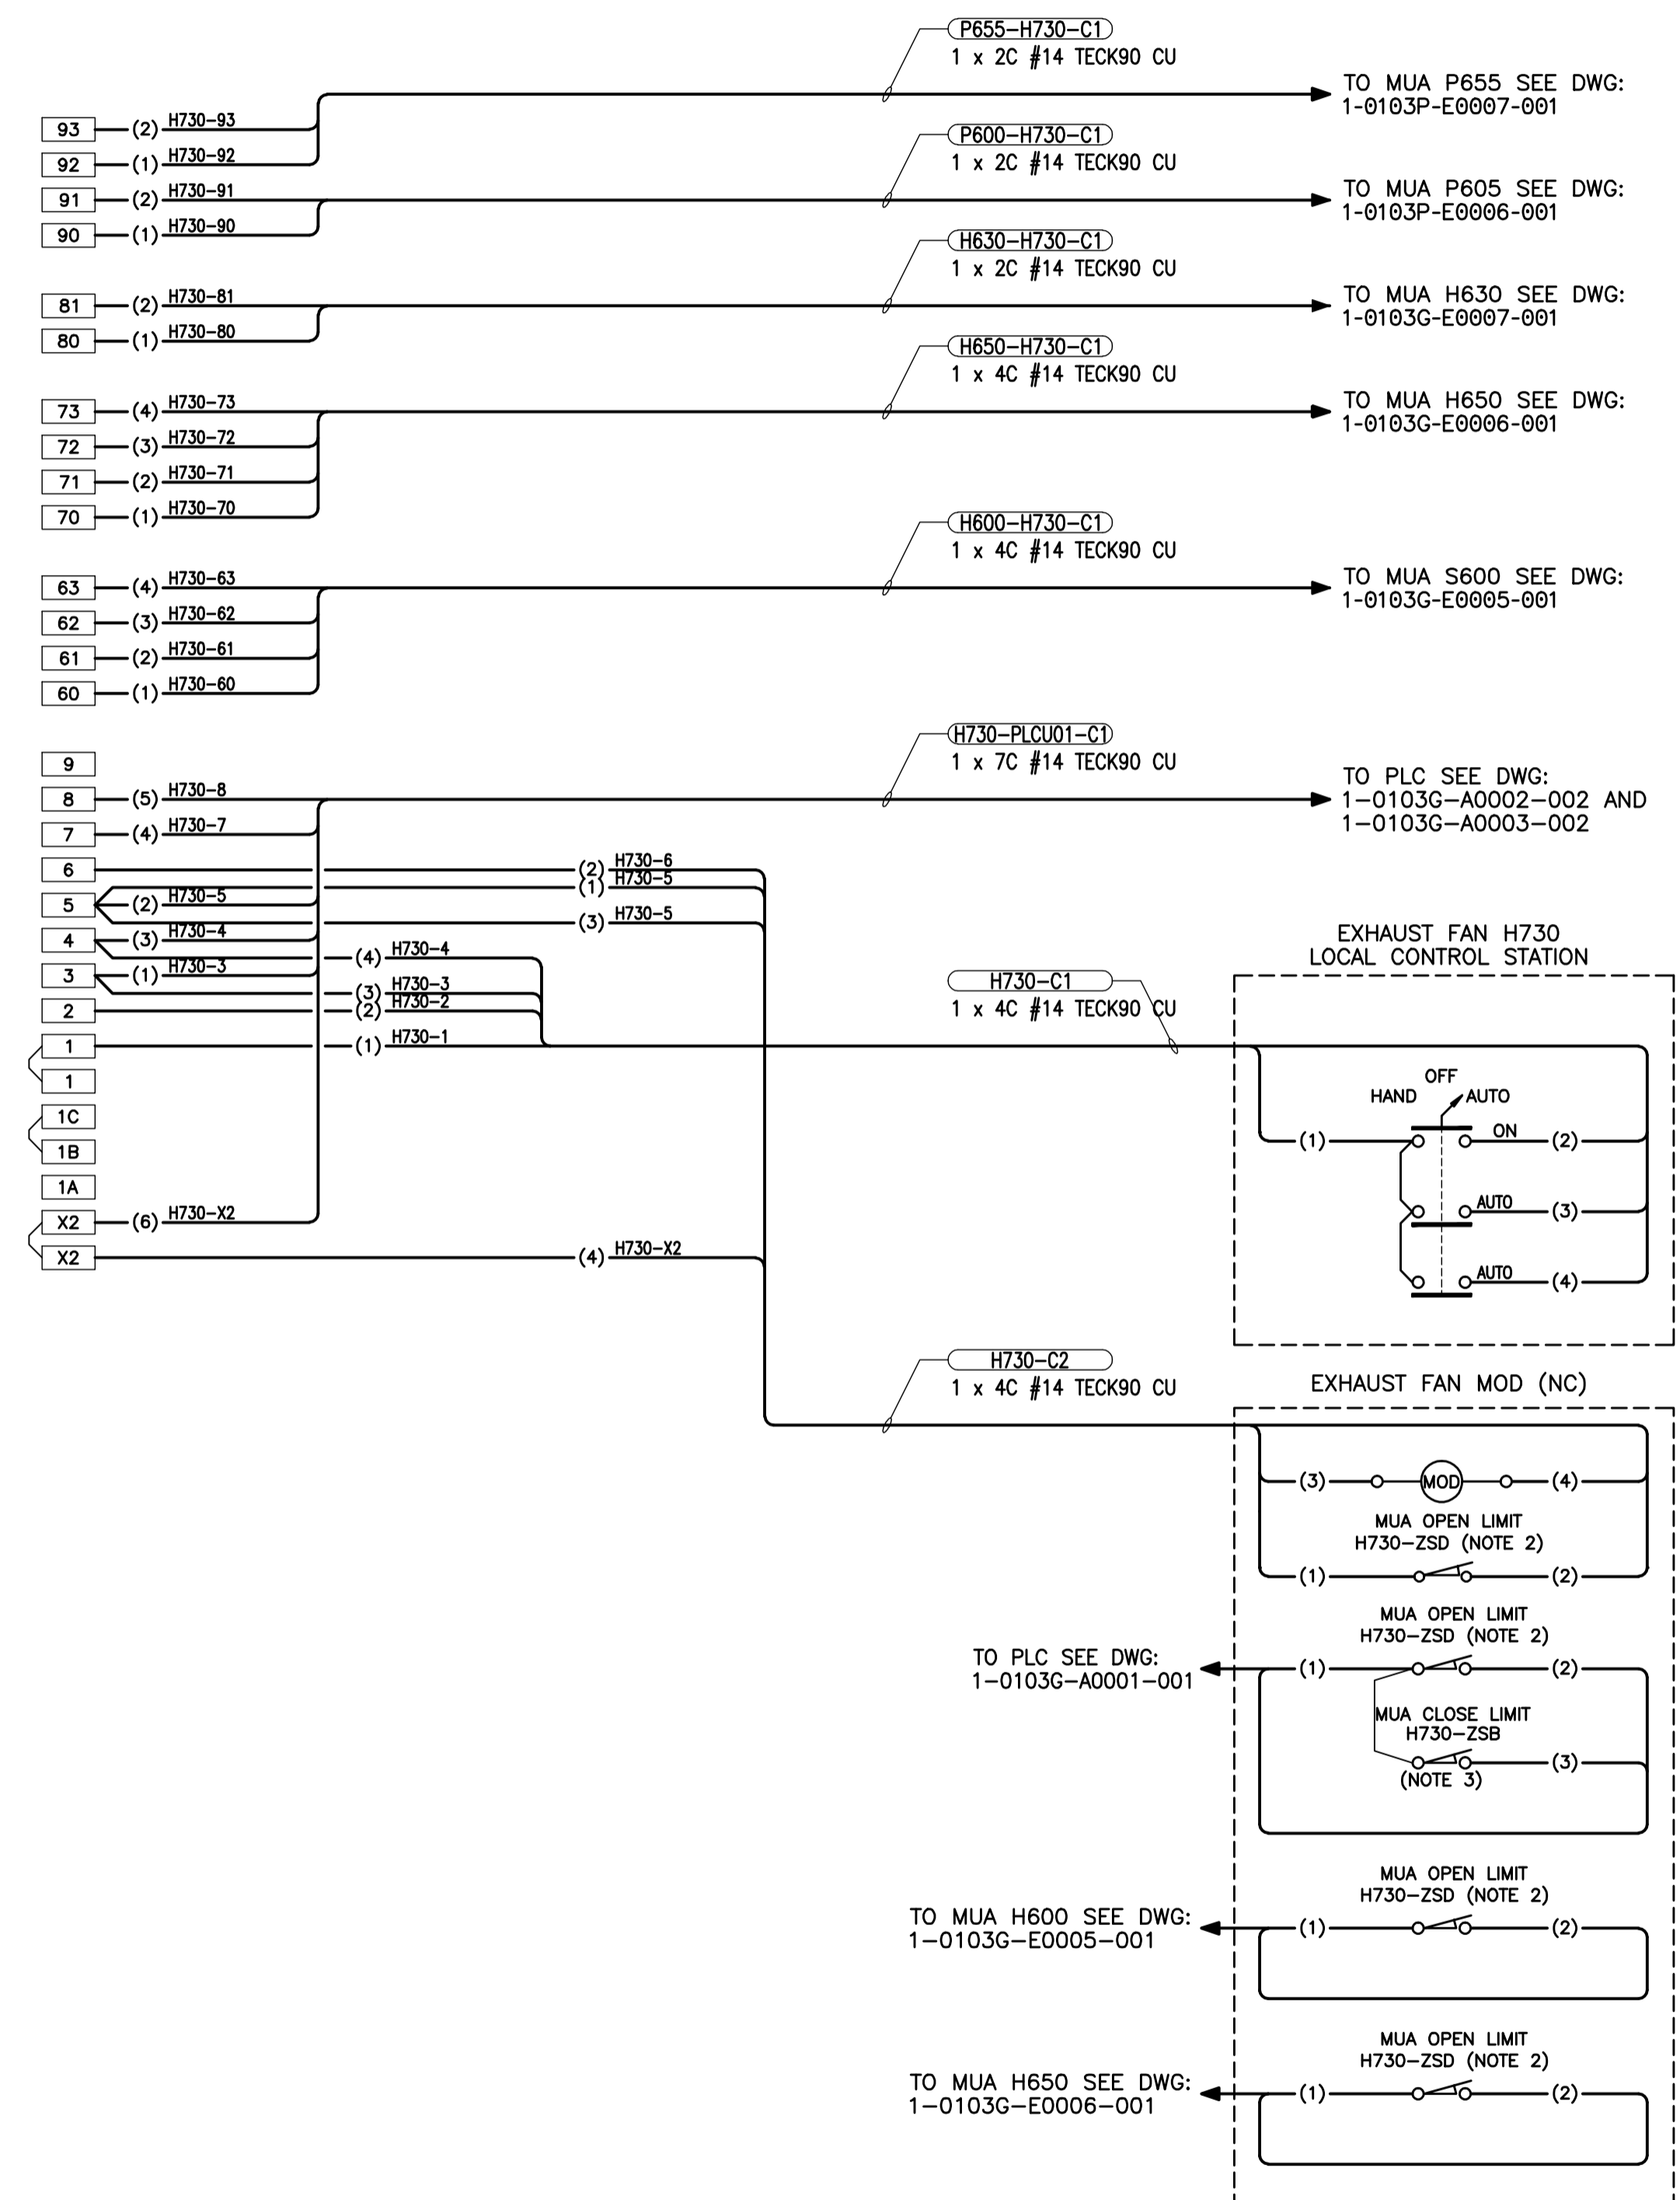 P655-H730-C1
1 x 2C #14 TECK90 CU
TO MUA P655 SEE DWG:
1-0103P-E0007-001
93 (2) H730-93
92 (1) H730-92
P600-H730-C1
1 x 2C #14 TECK90 CU
TO MUA P605 SEE DWG:
1-0103P-E0006-001
91 (2) H730-91
90 (1) H730-90
H630-H730-C1
1 x 2C #14 TECK90 CU
TO MUA H630 SEE DWG:
1-0103G-E0007-001
81 (2) H730-81
80 (1) H730-80
H650-H730-C1
1 x 4C #14 TECK90 CU
TO MUA H650 SEE DWG:
1-0103G-E0006-001
73 (4) H730-73
72 (3) H730-72
71 (2) H730-71
70 (1) H730-70
H600-H730-C1
1 x 4C #14 TECK90 CU
TO MUA S600 SEE DWG:
1-0103G-E0005-001
63 (4) H730-63
62 (3) H730-62
61 (2) H730-61
60 (1) H730-60
H730-PLCU01-C1
1 x 7C #14 TECK90 CU
TO PLC SEE DWG:
1-0103G-A0002-002 AND
1-0103G-A0003-002
9
8 (5) H730-8
7 (4) H730-7
6 (2) H730-6
(1) H730-5
5 (2) H730-5
(3) H730-5
4 (3) H730-4
(4) H730-4
3 (1) H730-3
(3) H730-3
2 (2) H730-2
1 (1) H730-1
1
1C
1B
1A
X2 (6) H730-X2
X2 (4) H730-X2
H730-C1
1 x 4C #14 TECK90 CU
EXHAUST FAN H730
LOCAL CONTROL STATION
OFF
HAND AUTO
(1) ON (2)
AUTO (3)
AUTO (4)
H730-C2
1 x 4C #14 TECK90 CU
EXHAUST FAN MOD (NC)
(3) MOD (4)
MUA OPEN LIMIT
H730-ZSD (NOTE 2)
(1) (2)
MUA OPEN LIMIT
H730-ZSD (NOTE 2)
TO PLC SEE DWG:
1-0103G-A0001-001
(1) (2)
MUA CLOSE LIMIT
H730-ZSB
(3)
(NOTE 3)
MUA OPEN LIMIT
H730-ZSD (NOTE 2)
TO MUA H600 SEE DWG:
1-0103G-E0005-001
(1) (2)
MUA OPEN LIMIT
H730-ZSD (NOTE 2)
TO MUA H650 SEE DWG:
1-0103G-E0006-001
(1) (2)